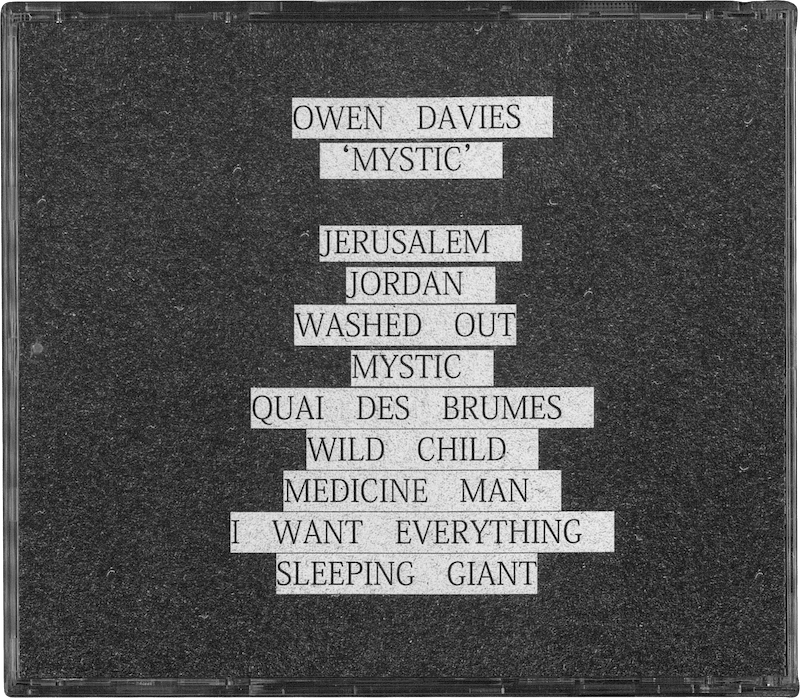 OWEN DAVIES
‘MYSTIC’
JERUSALEM
JORDAN
WASHED OUT
MYSTIC
QUAI DES BRUMES
WILD CHILD
MEDICINE MAN
I WANT EVERYTHING
SLEEPING GIANT